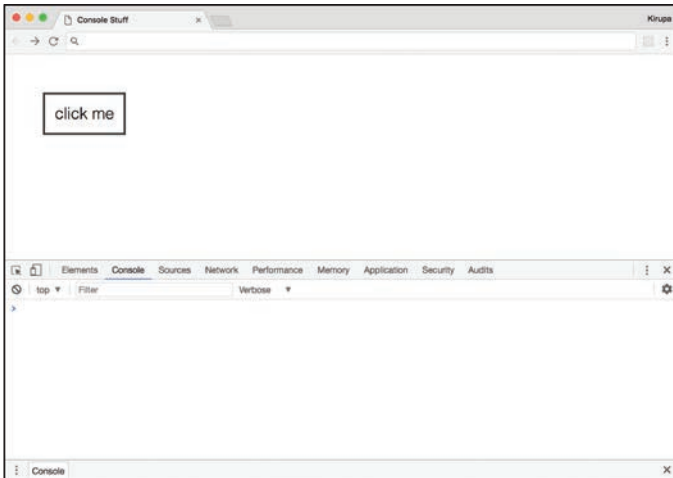 Console Stuff
Kirupa
click me
Elements Console Sources Network Performance Memory Application Security Audits
top Filter Verbose
Console